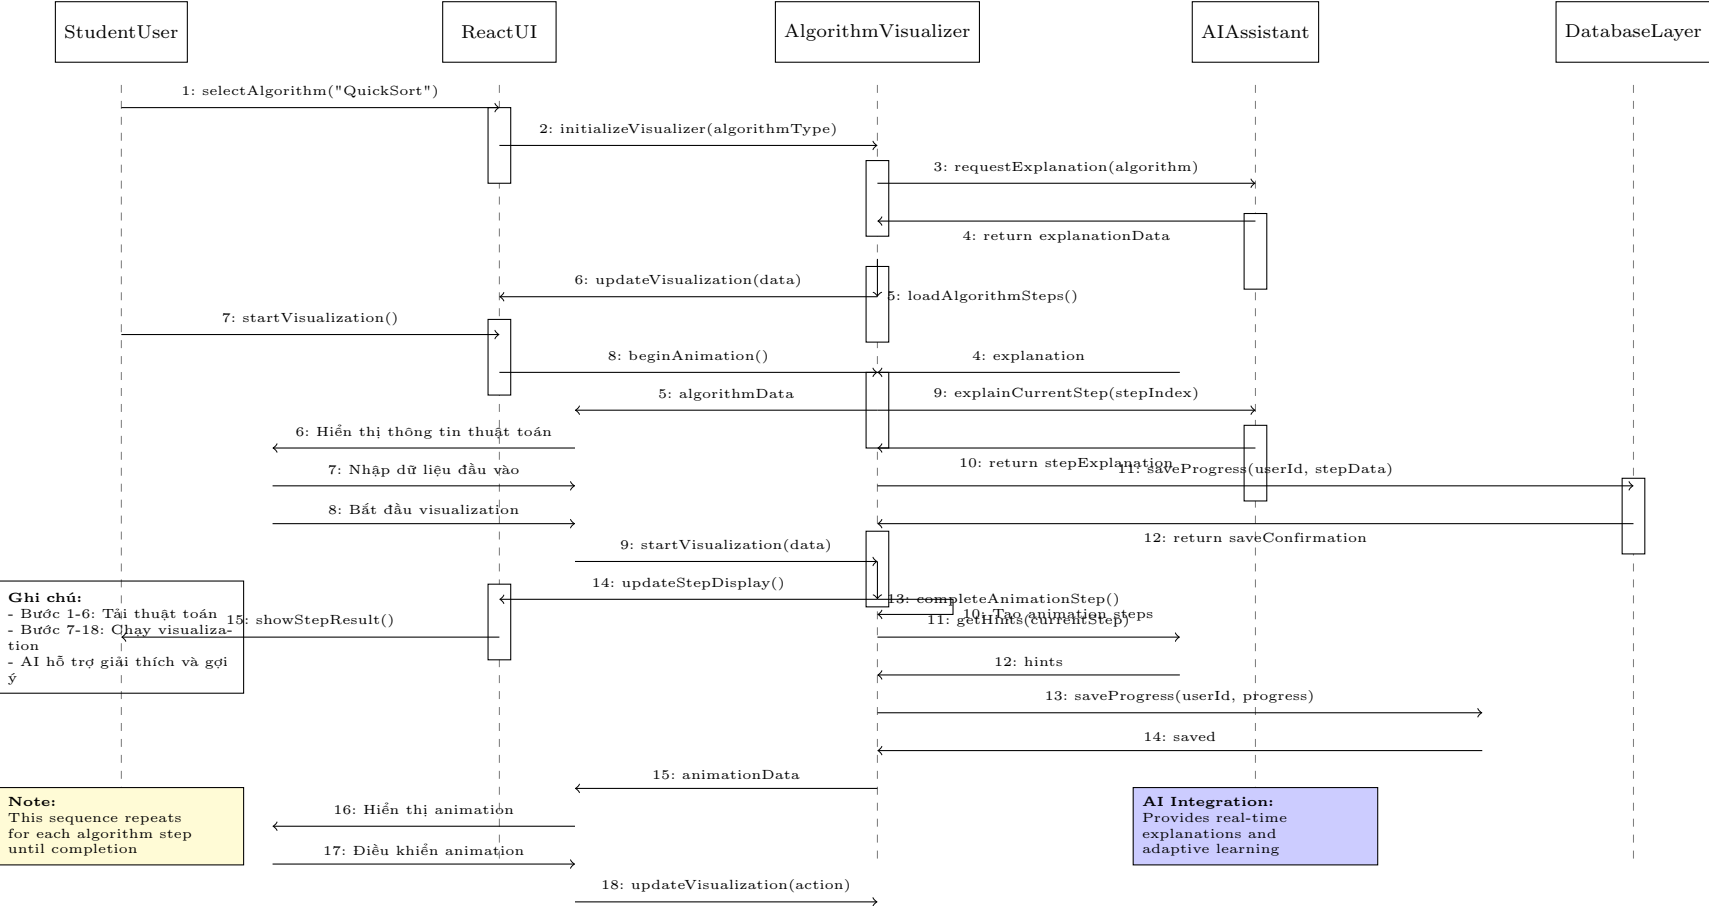 StudentUser
ReactUI
AlgorithmVisualizer
AIAssistant
DatabaseLayer
1: selectAlgorithm("QuickSort")
2: initializeVisualizer(algorithmType)
3: requestExplanation(algorithm)
4: return explanationData
6: updateVisualization(data)
5: loadAlgorithmSteps()
7: startVisualization()
8: beginAnimation()
4: explanation
5: algorithmData
9: explainCurrentStep(stepIndex)
6: Hiển thị thông tin thuật toán
10: return stepExplanation
11: saveProgress(userId, stepData)
7: Nhập dữ liệu đầu vào
8: Bắt đầu visualization
12: return saveConfirmation
9: startVisualization(data)
14: updateStepDisplay()
13: completeAnimationStep()
10: Tạo animation steps
11: getHints(currentStep)
Ghi chú:
- Bước 1-6: Tải thuật toán
- Bước 7-18: Chạy visualiza-
tion
- AI hỗ trợ giải thích và gợi
ý
15: showStepResult()
12: hints
13: saveProgress(userId, progress)
14: saved
15: animationData
16: Hiển thị animation
17: Điều khiển animation
18: updateVisualization(action)
Note:
This sequence repeats
for each algorithm step
until completion
AI Integration:
Provides real-time
explanations and
adaptive learning